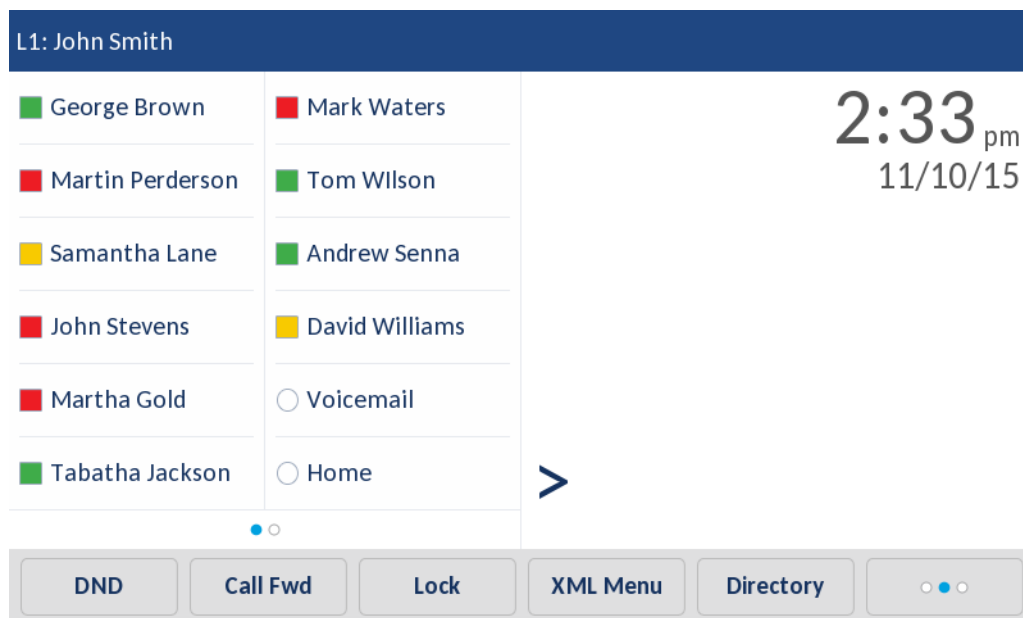 L1: John Smith
George Brown
Martin Perderson
Samantha Lane
John Stevens
Martha Gold
Tabatha Jackson
Mark Waters
Tom WIlson
Andrew Senna
David Williams
Voicemail
Home
2:33 pm
11/10/15
>
DND
Call Fwd
Lock
XML Menu
Directory